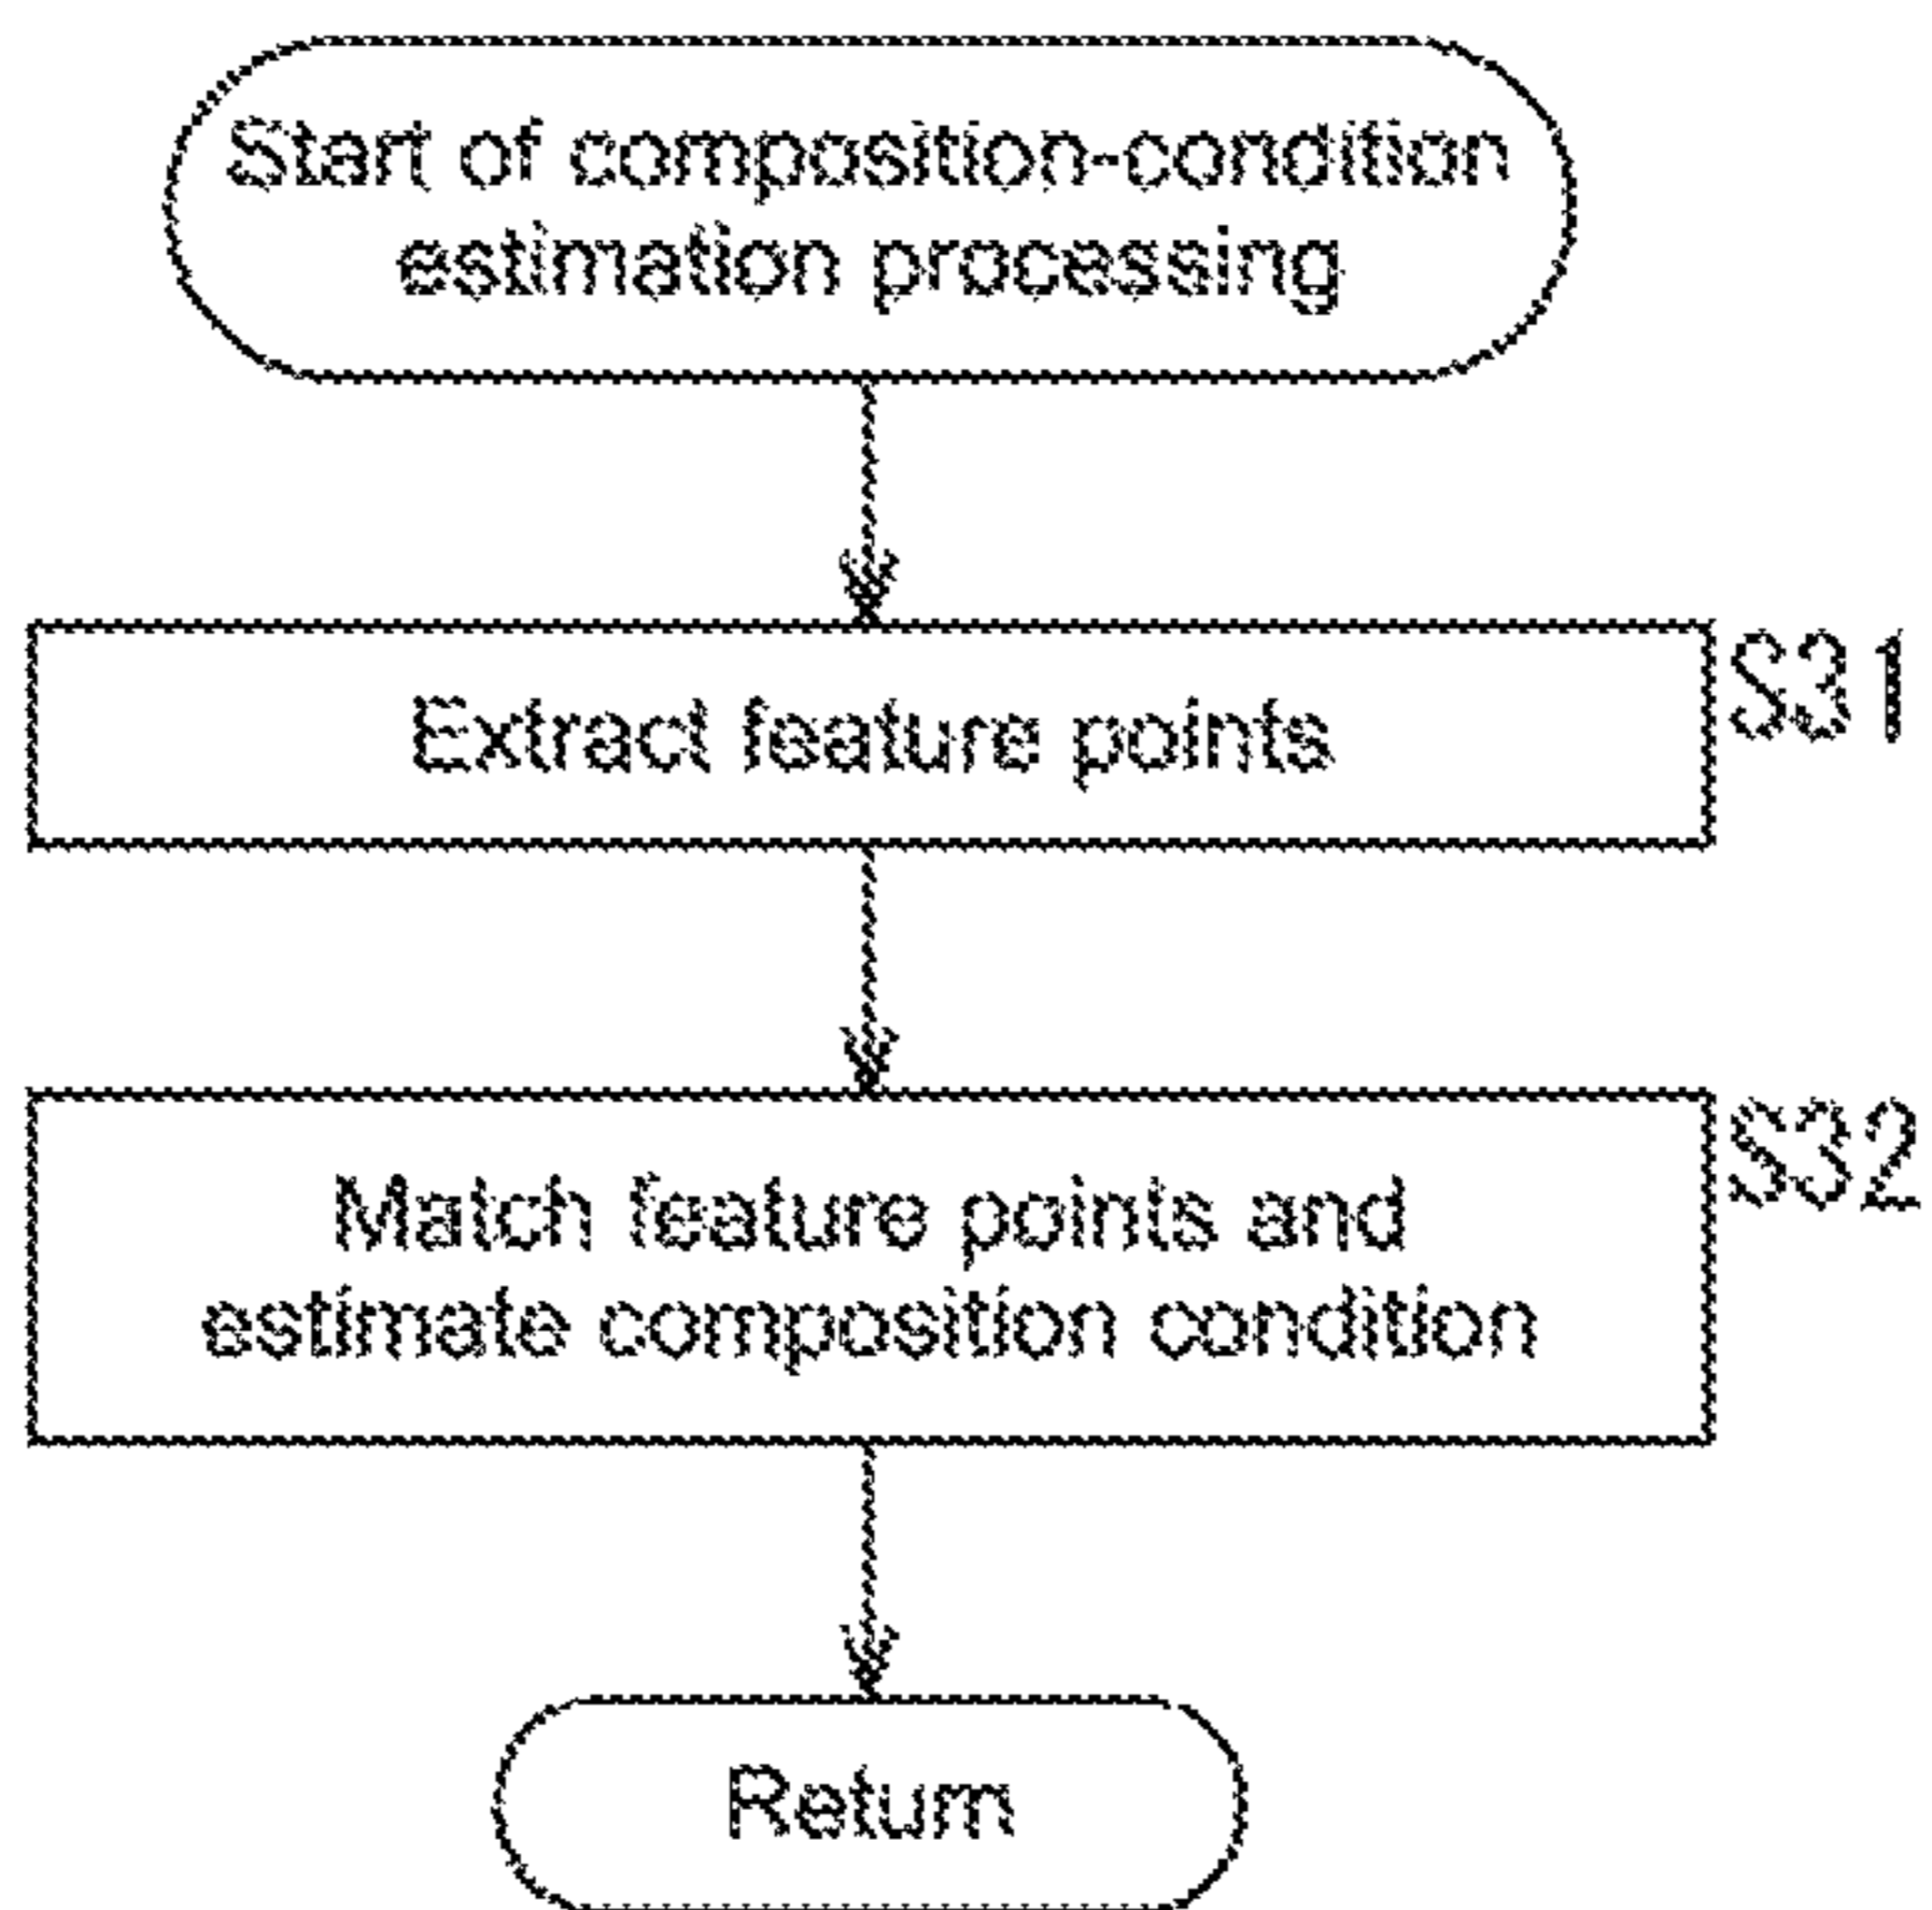 Start of composition-condition
estimation processing
Extract feature points
S31
Match feature points and
estimate composition condition
S32
Return